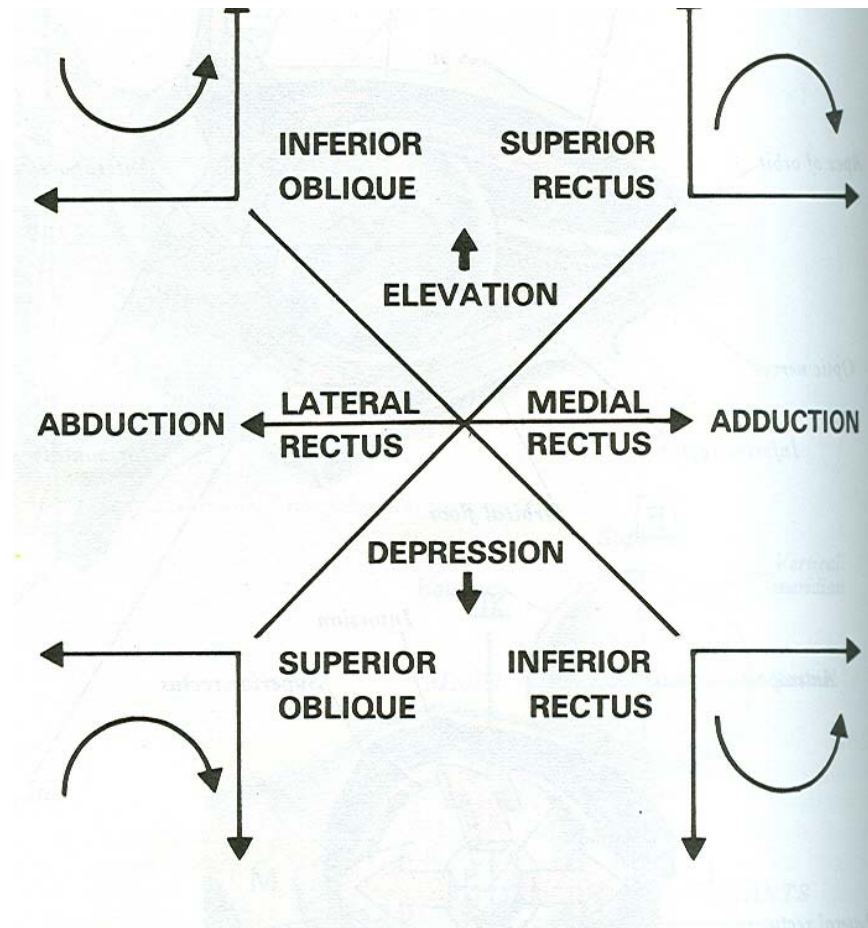 INFERIOR
OBLIQUE
SUPERIOR
RECTUS
ELEVATION
ABDUCTION
LATERAL
RECTUS
MEDIAL
RECTUS
ADDUCTION
DEPRESSION
SUPERIOR
OBLIQUE
INFERIOR
RECTUS